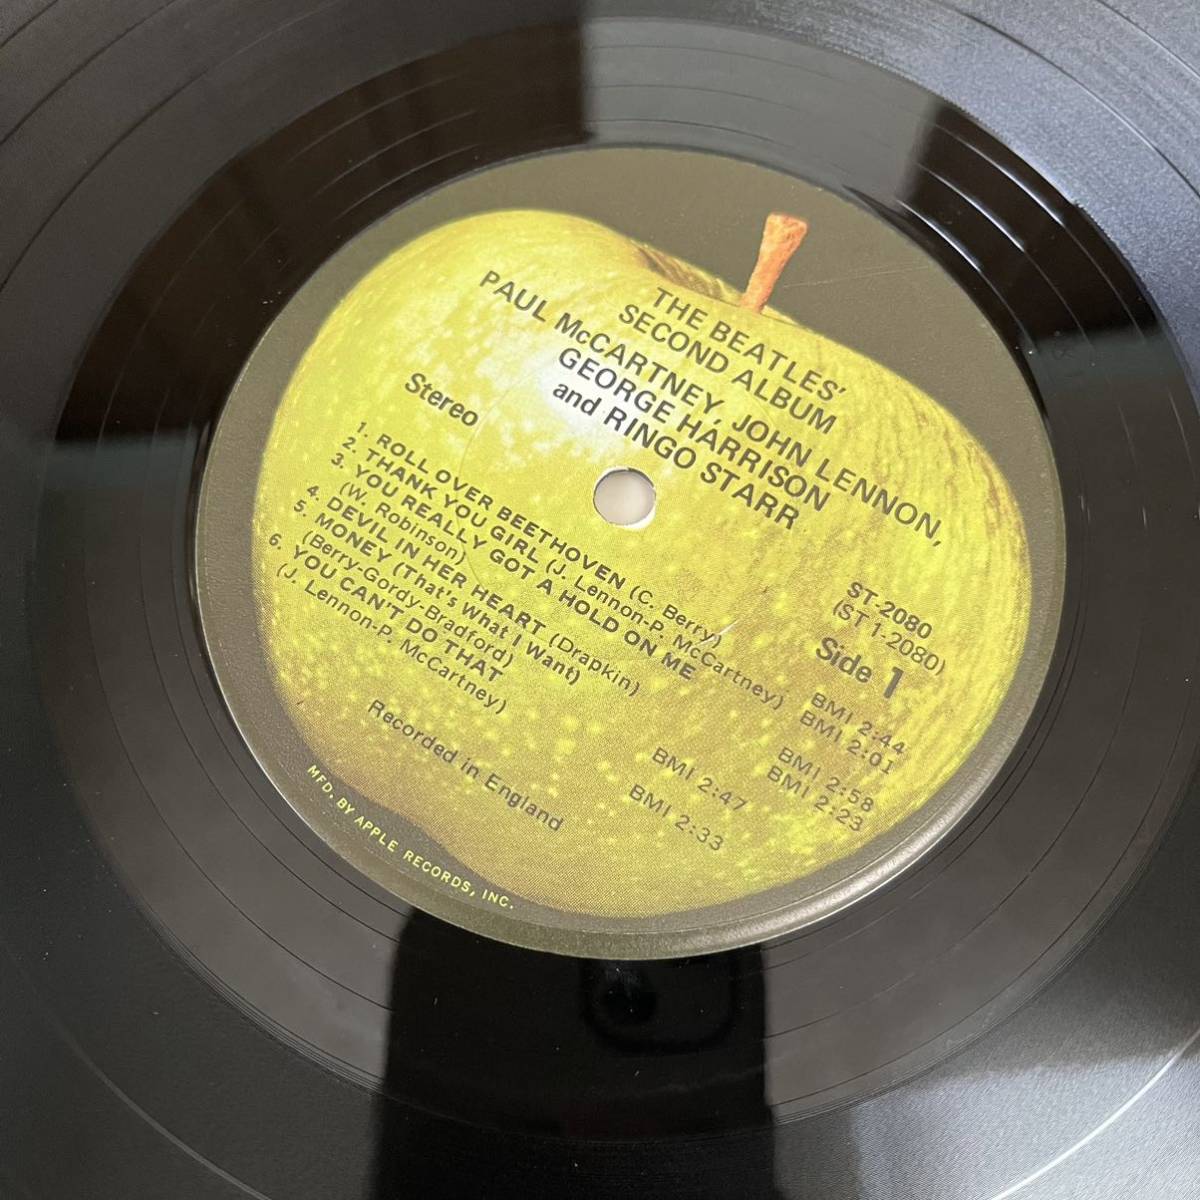 THE BEATLES'
SECOND ALBUM
PAUL McCARTNEY, JOHN LENNON,
GEORGE HARRISON
and RINGO STARR
Stereo
ST-2080
(ST 1-2080)
Side 1
1. ROLL OVER BEETHOVEN (C. Berry) BMI 2:44
2. THANK YOU GIRL (J. Lennon-P. McCartney) BMI 2:01
3. YOU REALLY GOT A HOLD ON ME
(W. Robinson) BMI 2:58
4. DEVIL IN HER HEART (Drapkin) BMI 2:23
5. MONEY (That's What I Want)
(Berry-Gordy-Bradford) BMI 2:47
6. YOU CAN'T DO THAT
(J. Lennon-P. McCartney) BMI 2:33
Recorded in England
MFD. BY APPLE RECORDS, INC.